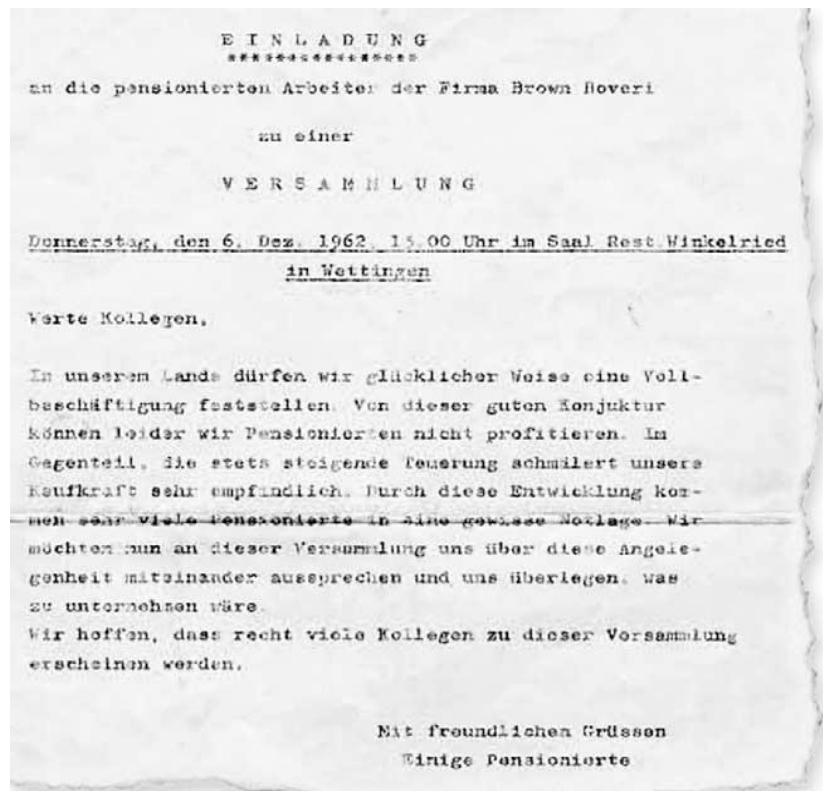 E I N L A D U N G
*****************
an die pensionierten Arbeiter der Firma Brown Boveri
zu einer
V E R S A M M L U N G
Donnerstag, den 6. Dez. 1962, 15.00 Uhr im Saal Rest.Winkelried
in Wettingen
Werte Kollegen,
In unserem Lande dürfen wir glücklicher Weise eine Voll-
beschäftigung feststellen. Von dieser guten Konjuktur
können leider wir Pensionierten nicht profitieren. Im
Gegenteil, die stets steigende Teuerung schmälert unsere
Kaufkraft sehr empfindlich. Durch diese Entwicklung kom-
men sehr viele Pensionierte in eine gewisse Notlage. Wir
möchten nun an dieser Versammlung uns über diese Angele-
genheit miteinander aussprechen und uns überlegen, was
zu unternehmen wäre.
Wir hoffen, dass recht viele Kollegen zu dieser Versammlung
erscheinen werden.
Mit freundlichen Grüssen
Einige Pensionierte